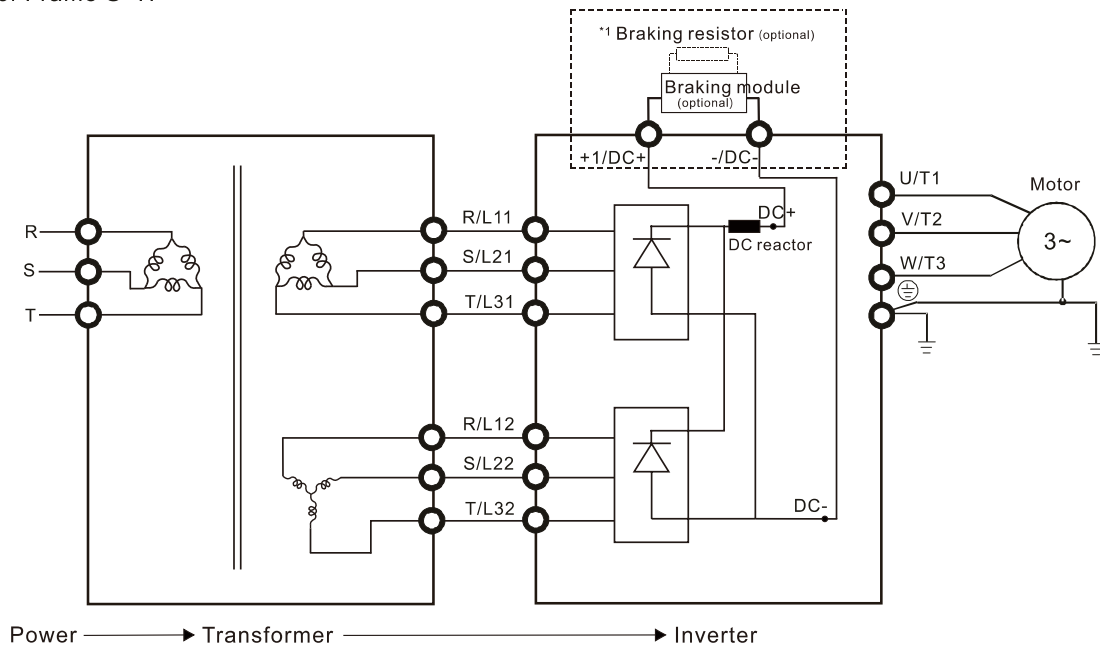 *1 Braking resistor (optional)
Braking module
(optional)
+1/DC+
-/DC-
R
S
T
R/L11
S/L21
T/L31
R/L12
S/L22
T/L32
DC+
DC reactor
DC-
U/T1
V/T2
W/T3
Motor
3~
Power
Transformer
Inverter